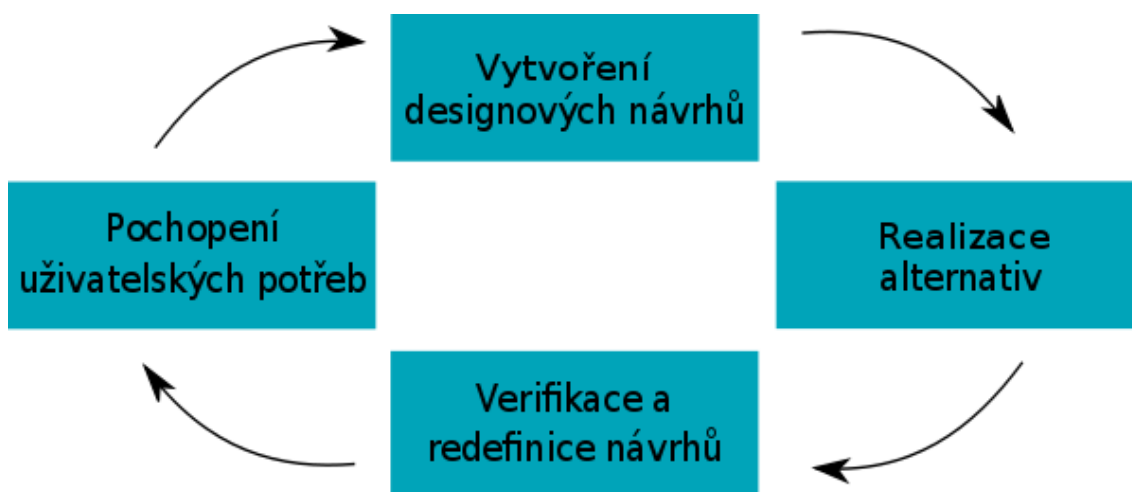 Vytvoření
designových návrhů
Pochopení
uživatelských potřeb
Realizace
alternativ
Verifikace a
redefinice návrhů